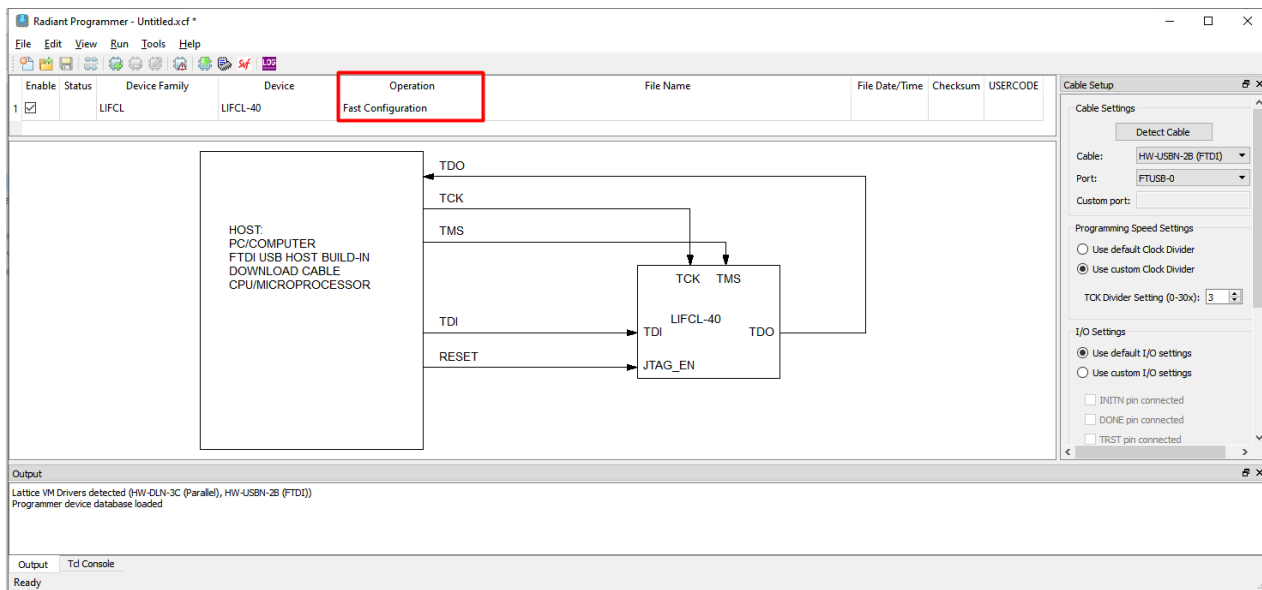 Radiant Programmer - Untitled.xcf *
File Edit View Run Tools Help
Svf LOG
Enable Status Device Family Device Operation File Name File Date/Time Checksum USERCODE
1 LIFCL LIFCL-40 Fast Configuration
TDO
TCK
TMS
HOST:
PC/COMPUTER
FTDI USB HOST BUILD-IN
DOWNLOAD CABLE
CPU/MICROPROCESSOR
TCK TMS
LIFCL-40
TDI
TDI TDO
RESET
JTAG_EN
Cable Setup
Cable Settings
Detect Cable
Cable: HW-USBN-2B (FTDI)
Port: FTUSB-0
Custom port:
Programming Speed Settings
Use default Clock Divider
Use custom Clock Divider
TCK Divider Setting (0-30x): 3
I/O Settings
Use default I/O settings
Use custom I/O settings
INITN pin connected
DONE pin connected
TRST pin connected
Output
Lattice VM Drivers detected (HW-DLN-3C (Parallel), HW-USBN-2B (FTDI))
Programmer device database loaded
Output Tcl Console
Ready